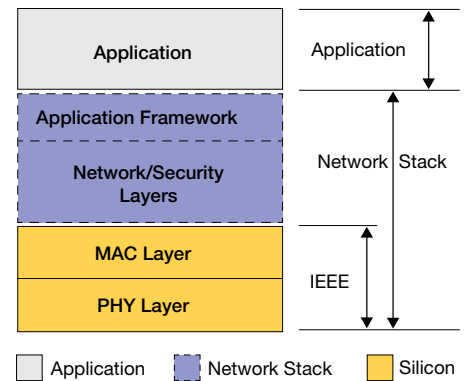 Application
Application
Application Framework
Network/Security
Layers
Network Stack
MAC Layer
IEEE
PHY Layer
Application
Network Stack
Silicon